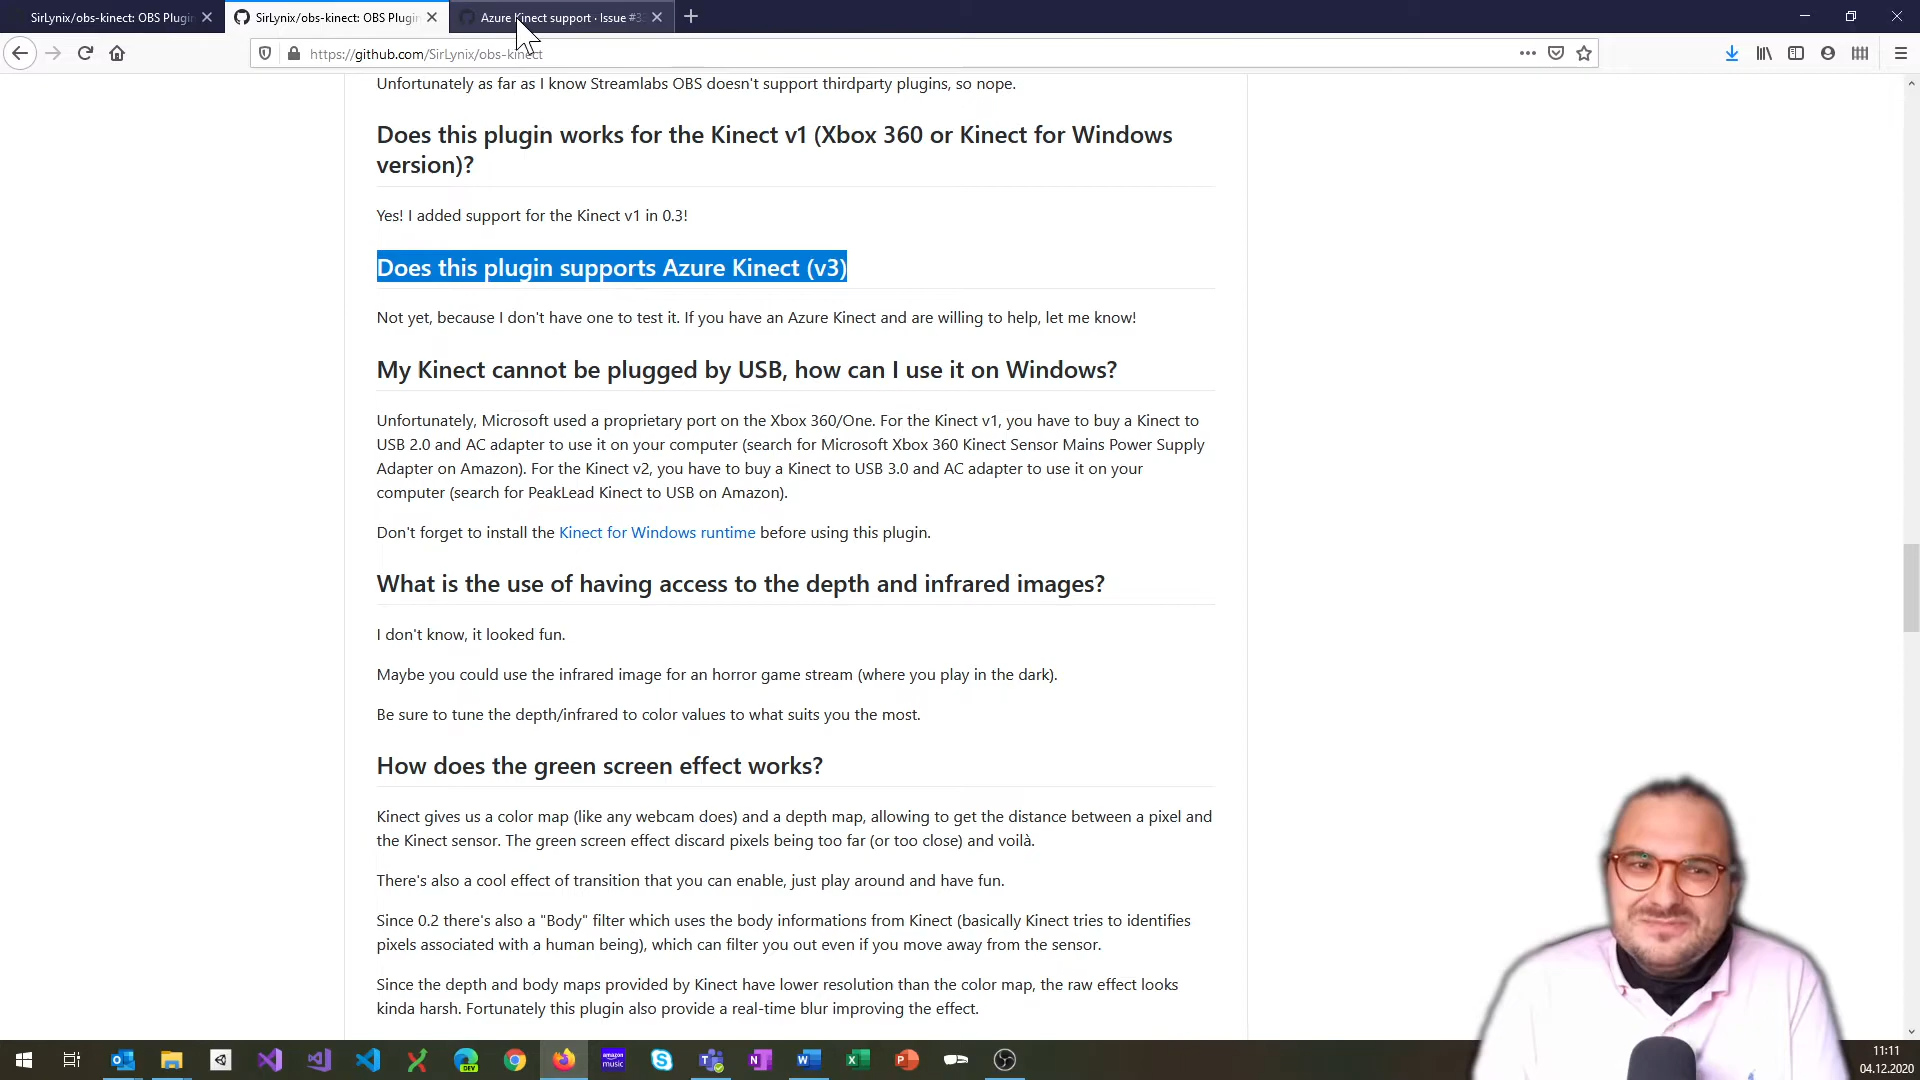 SirLynix/obs-kinect: OBS Plugin
SirLynix/obs-kinect: OBS Plugin
Azure Kinect support · Issue #3
https://github.com/SirLynix/obs-kinect
Unfortunately as far as I know Streamlabs OBS doesn't support thirdparty plugins, so nope.
Does this plugin works for the Kinect v1 (Xbox 360 or Kinect for Windows
version)?
Yes! I added support for the Kinect v1 in 0.3!
Does this plugin supports Azure Kinect (v3)
Not yet, because I don't have one to test it. If you have an Azure Kinect and are willing to help, let me know!
My Kinect cannot be plugged by USB, how can I use it on Windows?
Unfortunately, Microsoft used a proprietary port on the Xbox 360/One. For the Kinect v1, you have to buy a Kinect to
USB 2.0 and AC adapter to use it on your computer (search for Microsoft Xbox 360 Kinect Sensor Mains Power Supply
Adapter on Amazon). For the Kinect v2, you have to buy a Kinect to USB 3.0 and AC adapter to use it on your
computer (search for PeakLead Kinect to USB on Amazon).
Don't forget to install the Kinect for Windows runtime before using this plugin.
What is the use of having access to the depth and infrared images?
I don't know, it looked fun.
Maybe you could use the infrared image for an horror game stream (where you play in the dark).
Be sure to tune the depth/infrared to color values to what suits you the most.
How does the green screen effect works?
Kinect gives us a color map (like any webcam does) and a depth map, allowing to get the distance between a pixel and
the Kinect sensor. The green screen effect discard pixels being too far (or too close) and voilà.
There's also a cool effect of transition that you can enable, just play around and have fun.
Since 0.2 there's also a "Body" filter which uses the body informations from Kinect (basically Kinect tries to identifies
pixels associated with a human being), which can filter you out even if you move away from the sensor.
Since the depth and body maps provided by Kinect have lower resolution than the color map, the raw effect looks
kinda harsh. Fortunately this plugin also provide a real-time blur improving the effect.
DEV
amazon
music
11:11
04.12.2020